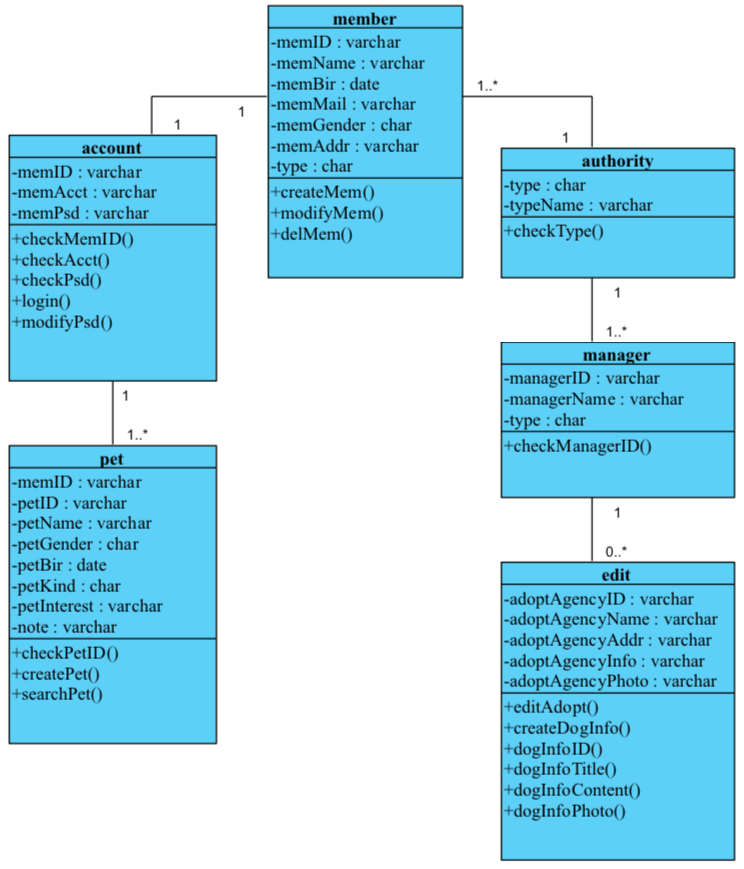 member
-memID : varchar
-memName : varchar
-memBir : date
-memMail : varchar
-memGender : char
-memAddr : varchar
-type : char
+createMem()
+modifyMem()
+delMem()
1
1
1..*
1
account
-memID : varchar
-memAcct : varchar
-memPsd : varchar
+checkMemID()
+checkAcct()
+checkPsd()
+login()
+modifyPsd()
1
1..*
pet
-memID : varchar
-petID : varchar
-petName : varchar
-petGender : char
-petBir : date
-petKind : char
-petInterest : varchar
-note : varchar
+checkPetID()
+createPet()
+searchPet()
authority
-type : char
-typeName : varchar
+checkType()
1
1..*
manager
-managerID : varchar
-managerName : varchar
-type : char
+checkManagerID()
1
0..*
edit
-adoptAgencyID : varchar
-adoptAgencyName : varchar
-adoptAgencyAddr : varchar
-adoptAgencyInfo : varchar
-adoptAgencyPhoto : varchar
+editAdopt()
+createDogInfo()
+dogInfoID()
+dogInfoTitle()
+dogInfoContent()
+dogInfoPhoto()